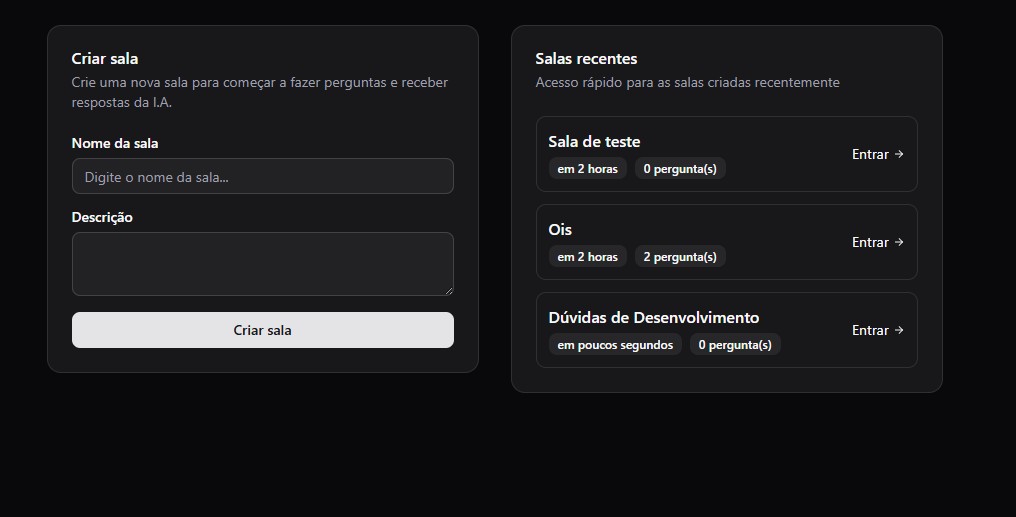 Criar sala
Crie uma nova sala para começar a fazer perguntas e receber
respostas da I.A.
Nome da sala
Digite o nome da sala...
Descrição
Criar sala
Salas recentes
Acesso rápido para as salas criadas recentemente
Sala de teste
em 2 horas 0 pergunta(s)
Entrar →
Ois
em 2 horas 2 pergunta(s)
Entrar →
Dúvidas de Desenvolvimento
em poucos segundos 0 pergunta(s)
Entrar →